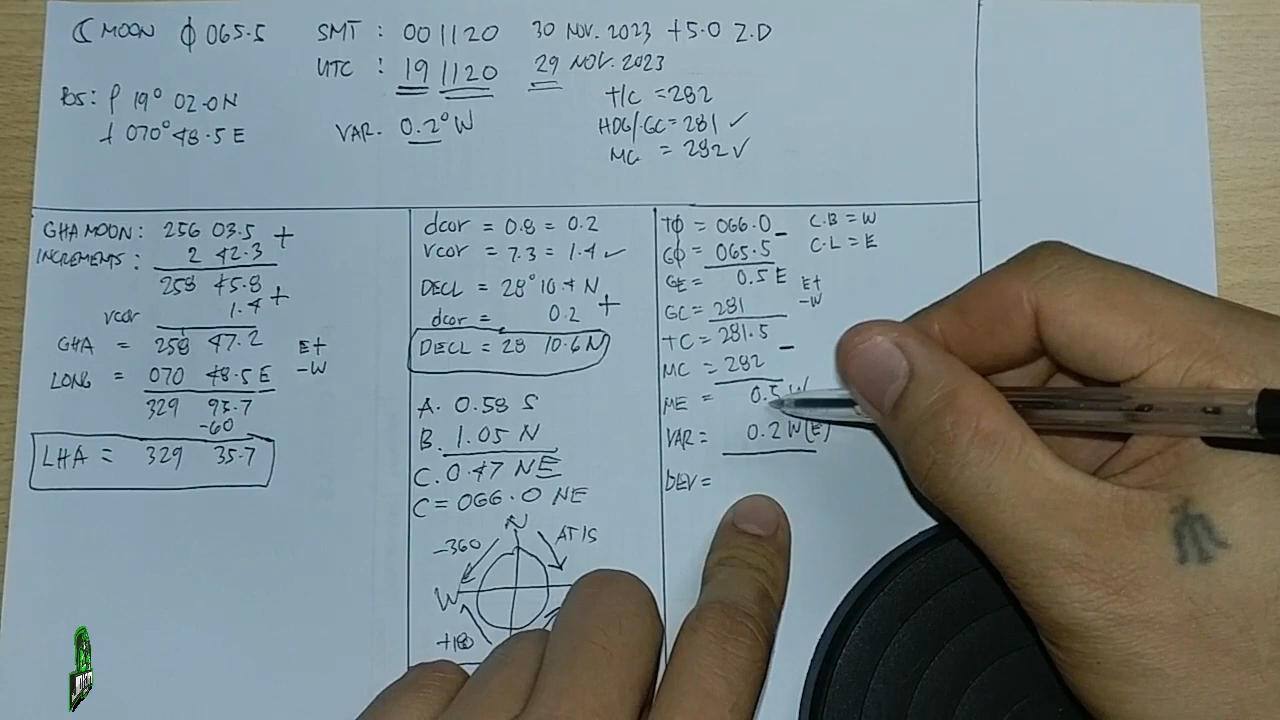 ☾ MOON ϕ 065.5
SMT : 001120 30 NOV. 2023 +5.0 Z.D
UTC : 19 1120 29 NOV. 2023
POS: ρ 19° 02.0N
λ 070° 48.5 E
VAR. 0.2° W
T/C = 282
HDG/GC = 281 ✓
MC = 282 ✓
GHA MOON: 256 03.5 +
INCREMENTS: 2 42.3
258 45.8
vcor 1.4 +
GHA = 258 47.2 E+
LONG = 070 48.5 E -W
329 95.7
-60
LHA = 329 35.7
dcor = 0.8 = 0.2
vcor = 7.3 = 1.4 ✓
DECL = 28° 10.4 N
dcor = 0.2 +
DECL = 28 10.6 N
A. 0.58 S
B. 1.05 N
C. 0.47 NE
C = 066.0 NE
N
-360 AT IS
W
+180
Tϕ = 066.0 - C.B = W
Gϕ = 065.5 C.L = E
GE = 0.5 E E+
GC = 281 -W
TC = 281.5
MC = 282 -
ME = 0.5 W
VAR = 0.2 W (E)
DEV =